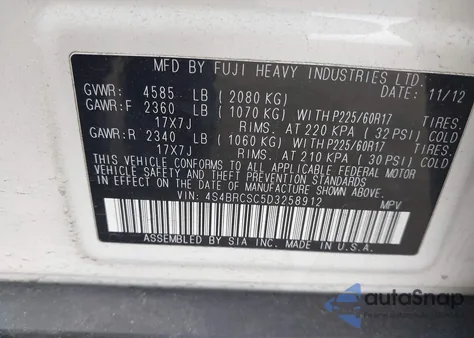 MFD BY FUJI HEAVY INDUSTRIES LTD.
DATE: 11/12
GVWR: 4585 LB (2080 KG)
GAWR:F 2360 LB (1070 KG) WITH P225/60R17 TIRES.
17X7J RIMS. AT 220 KPA (32 PSI) COLD
GAWR:R 2340 LB (1060 KG) WITH P225/60R17 TIRES.
17X7J RIMS. AT 210 KPA (30 PSI) COLD
THIS VEHICLE CONFORMS TO ALL APPLICABLE FEDERAL MOTOR
VEHICLE SAFETY AND THEFT PREVENTION STANDARDS
IN EFFECT ON THE DATE OF MANUFACTURE SHOWN ABOVE.
VIN: 4S4BRCSC5D3258912 MPV
ASSEMBLED BY SIA INC. MADE IN U.S.A.
autoSnap